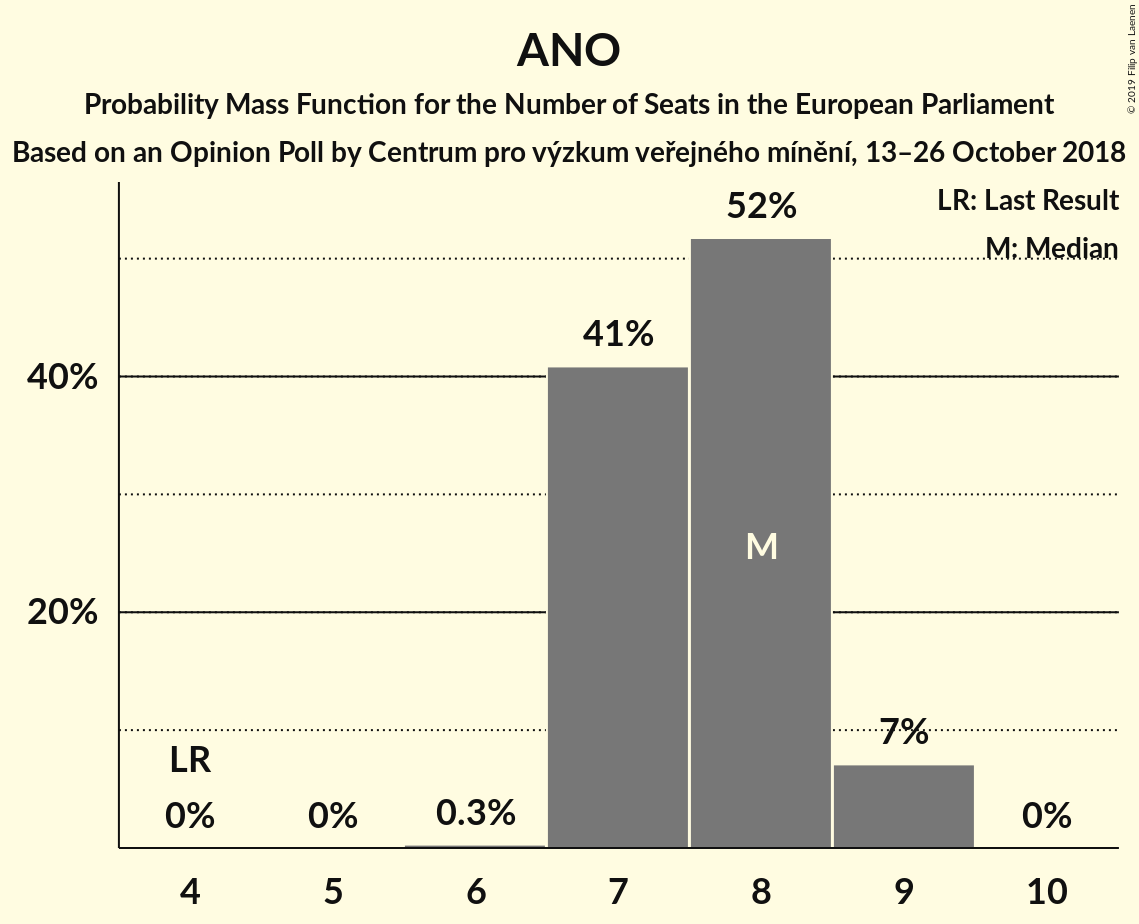 ANO
Probability Mass Function for the Number of Seats in the European Parliament
Based on an Opinion Poll by Centrum pro výzkum veřejného mínění, 13–26 October 2018
© 2019 Filip van Laenen
LR: Last Result
M: Median
52%
41%
40%
M
20%
7%
LR
0%
0%
0.3%
0%
4
5
6
7
8
9
10